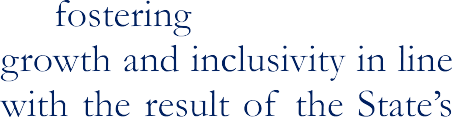 fostering
growth and inclusivity in line
with the result of the State’s